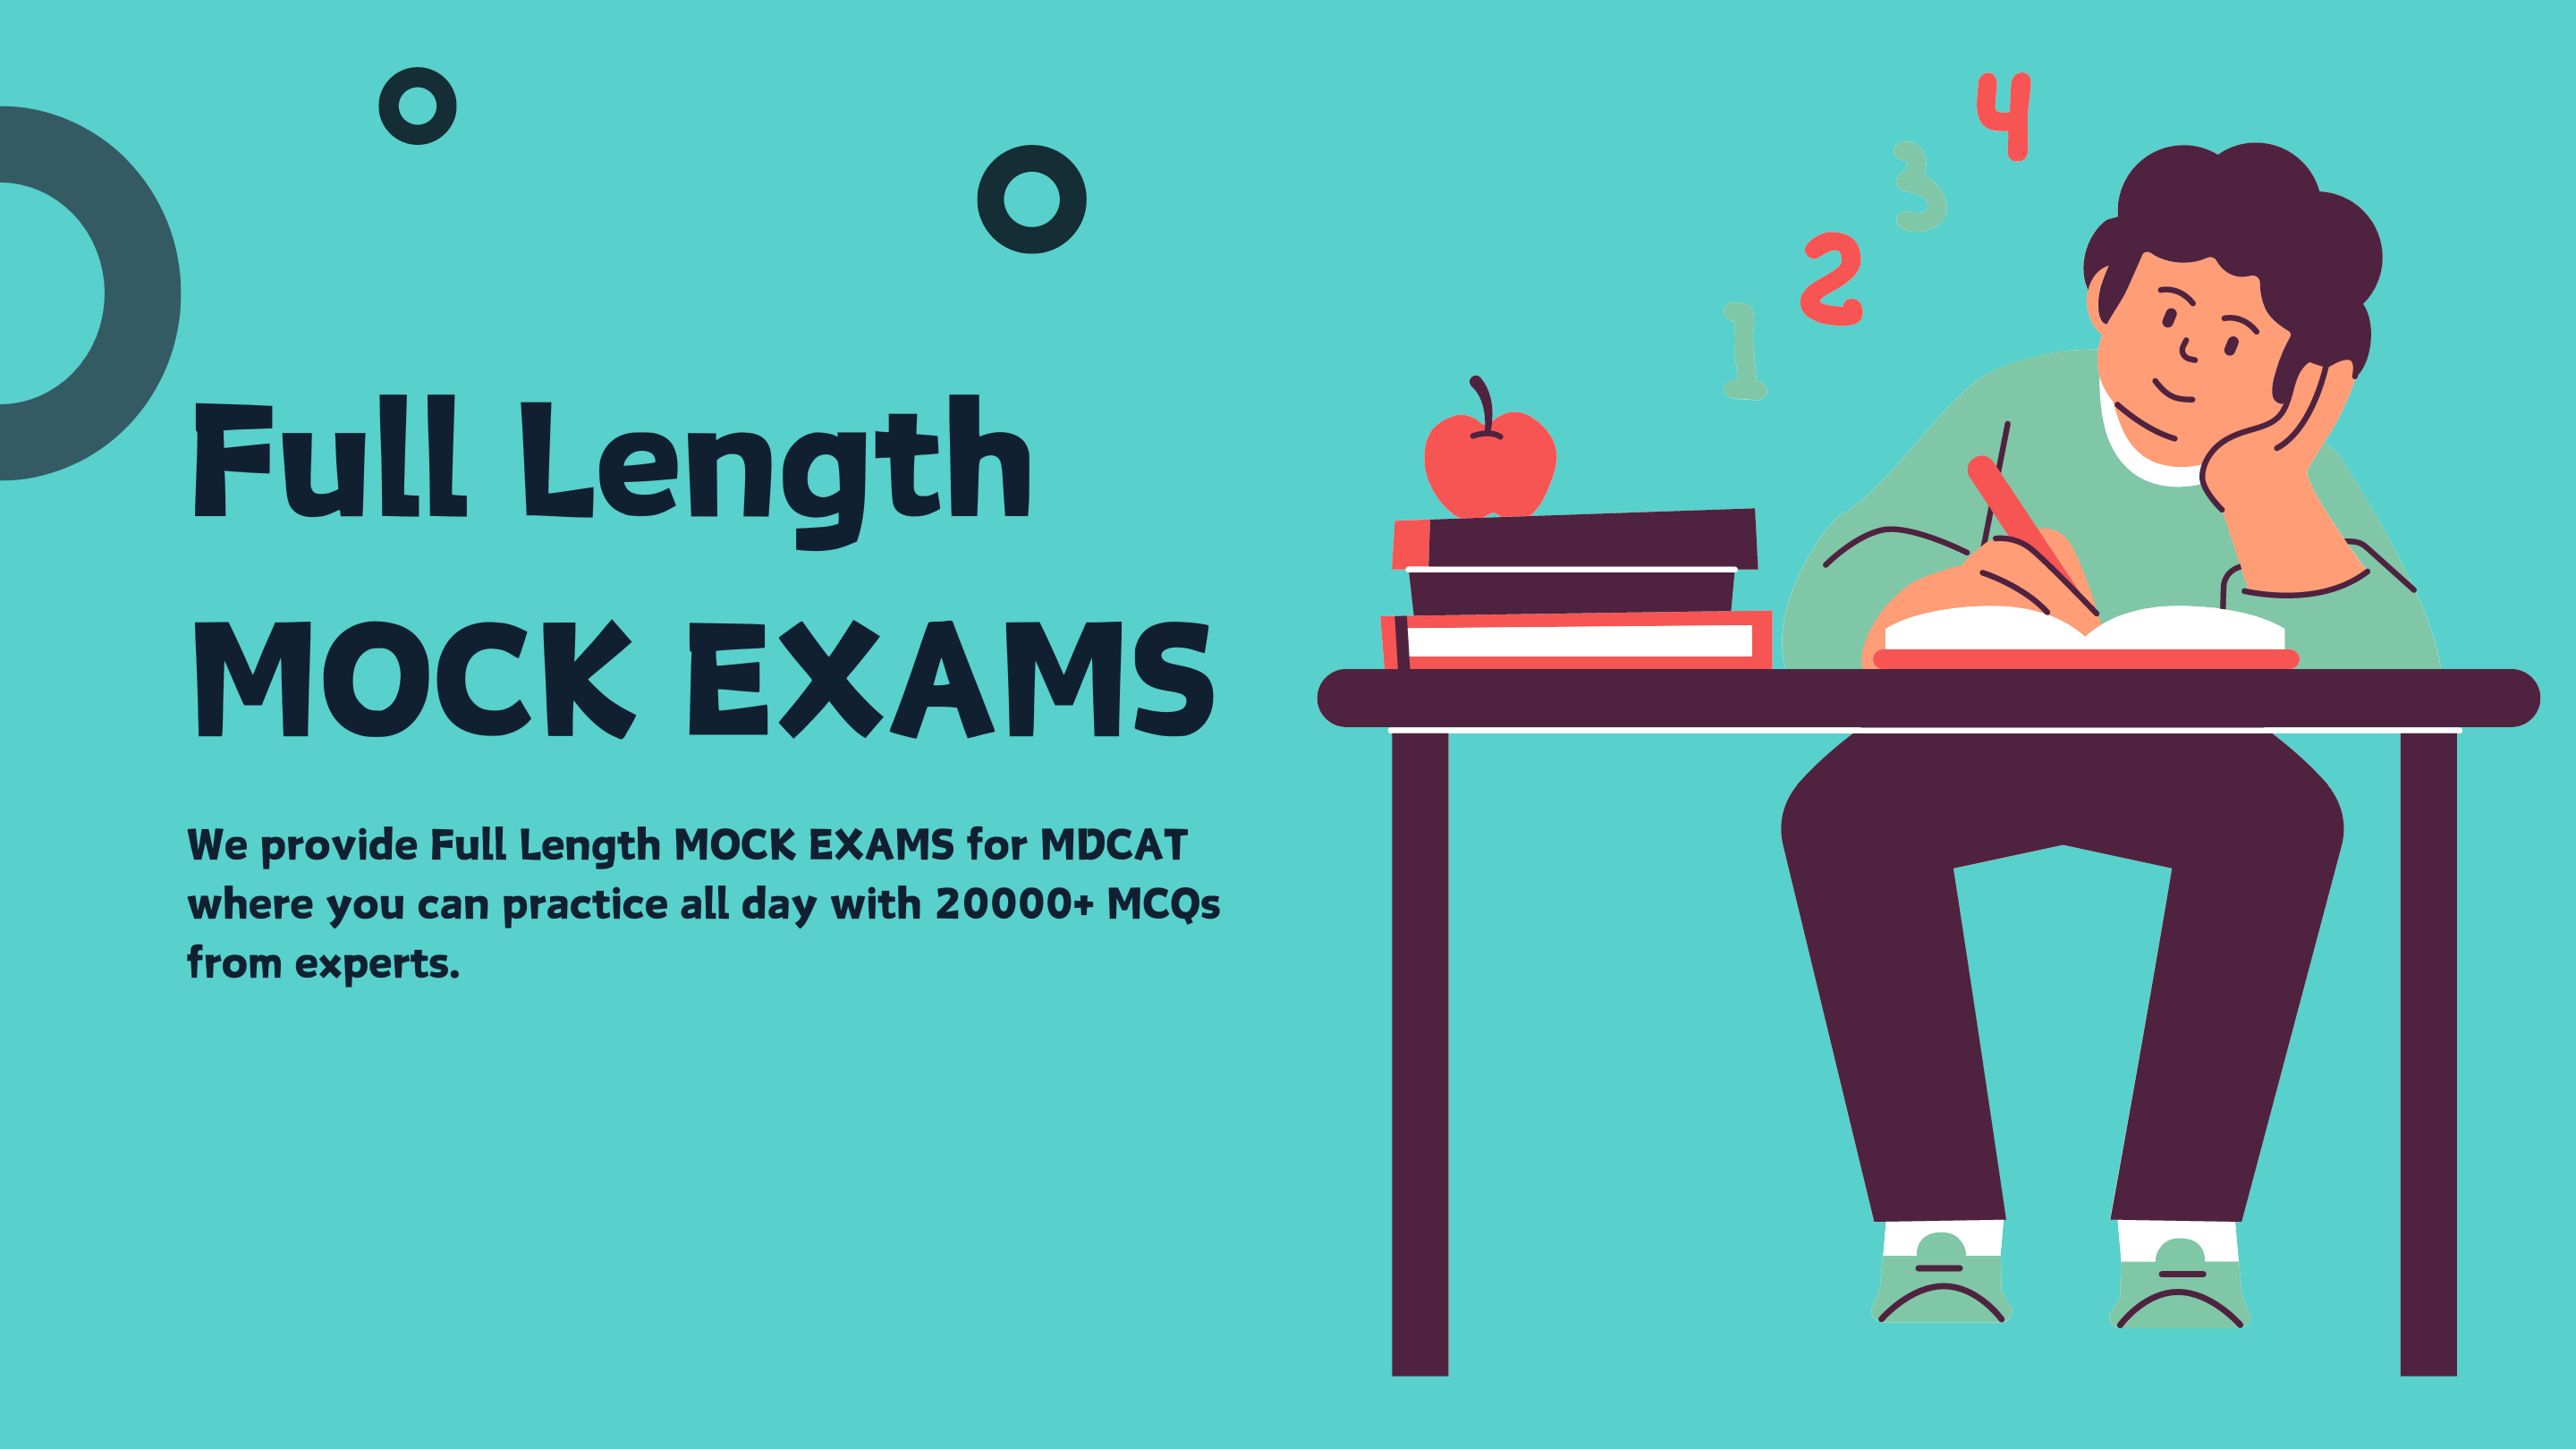 Full Length
MOCK EXAMS
We provide Full Length MOCK EXAMS for MDCAT
where you can practice all day with 20000+ MCQs
from experts.
1
2
3
4